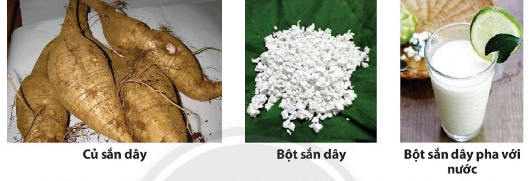 Củ sắn dây
Bột sắn dây
Bột sắn dây pha với
nước